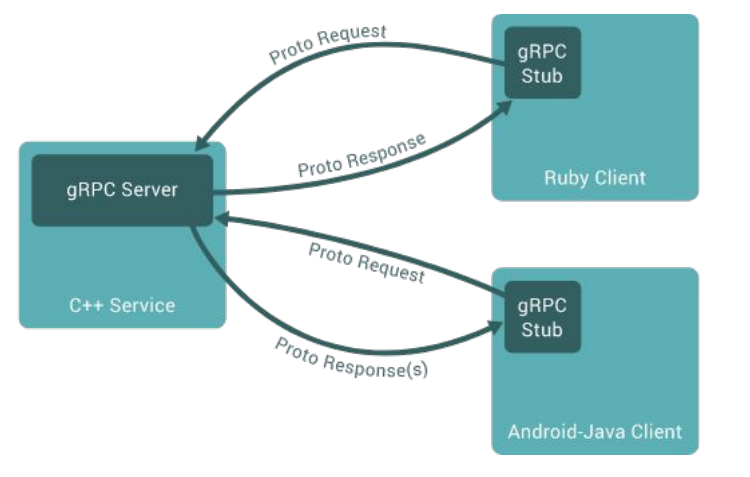 Proto Request
gRPC
Stub
Proto Response
Ruby Client
gRPC Server
Proto Request
C++ Service
gRPC
Stub
Proto Response(s)
Android-Java Client